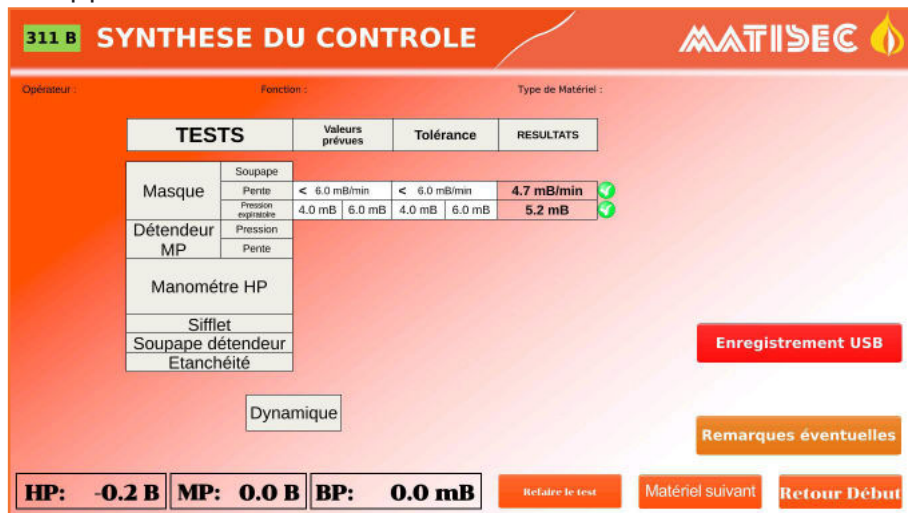 311 B SYNTHESE DU CONTROLE MATISEC
Opérateur : Fonction : Type de Matériel :
TESTS Valeurs prévues Tolérance RESULTATS
Masque
Soupape
Pente < 6.0 mB/min < 6.0 mB/min 4.7 mB/min
Pression expiratoire 4.0 mB 6.0 mB 4.0 mB 6.0 mB 5.2 mB
Détendeur MP
Pression
Pente
Manométre HP
Sifflet
Soupape détendeur
Etanchéité
Enregistrement USB
Dynamique
Remarques éventuelles
HP: -0.2 B MP: 0.0 B BP: 0.0 mB Refaire le test Matériel suivant Retour Début